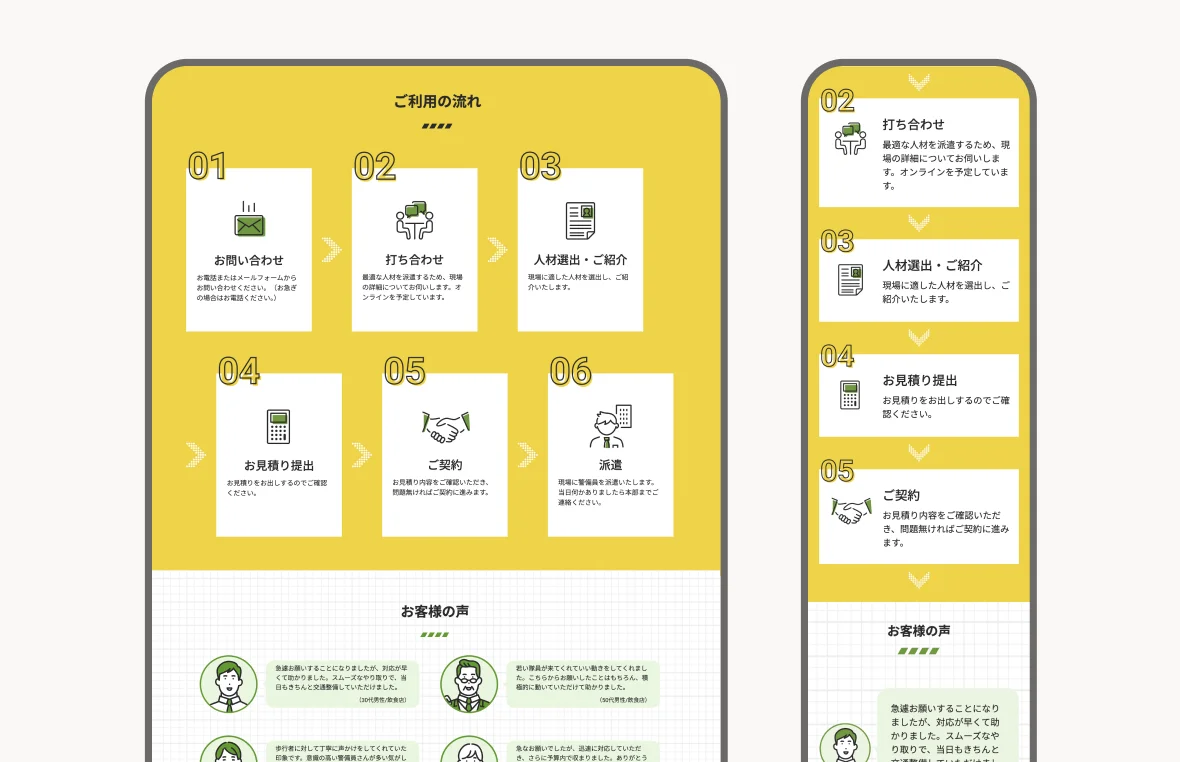 ご利用の流れ
01
02
03
お問い合わせ
お電話またはメールフォームから
お問い合わせください。（お急ぎ
の場合はお電話ください。）
打ち合わせ
最適な人材を派遣するため、現場
の詳細についてお伺いします。オ
ンラインを予定しています。
人材選出・ご紹介
現場に適した人材を選出し、ご紹
介いたします。
04
05
06
お見積り提出
お見積りをお出しするのでご確認
ください。
ご契約
お見積り内容をご確認いただき、
問題無ければご契約に進みます。
派遣
現場に警備員を派遣いたします。
当日何かありましたら本部までご
連絡ください。
お客様の声
急遽お願いすることになりましたが、対応が早
くて助かりました。スムーズなやり取りで、当
日もきちんと交通整備していただけました。
（30代男性/飲食店）
若い隊員が来てくれていい動きをしてくれまし
た。こちらからお願いしたことはもちろん、積
極的に動いていただけて助かりました。
（50代男性/飲食店）
歩行者に対して丁寧に声かけをしてくれていた
印象です。意識の高い警備員さんが多い気がし
急なお願いでしたが、迅速に対応していただ
き、さらに予算内で収まりました。ありがとう
02
打ち合わせ
最適な人材を派遣するため、現
場の詳細についてお伺いしま
す。オンラインを予定していま
す。
03
人材選出・ご紹介
現場に適した人材を選出し、ご
紹介いたします。
04
お見積り提出
お見積りをお出しするのでご確
認ください。
05
ご契約
お見積り内容をご確認いただ
き、問題無ければご契約に進み
ます。
お客様の声
急遽お願いすることになり
ましたが、対応が早くて助
かりました。スムーズなや
り取りで、当日もきちんと
交通整備していただけまし